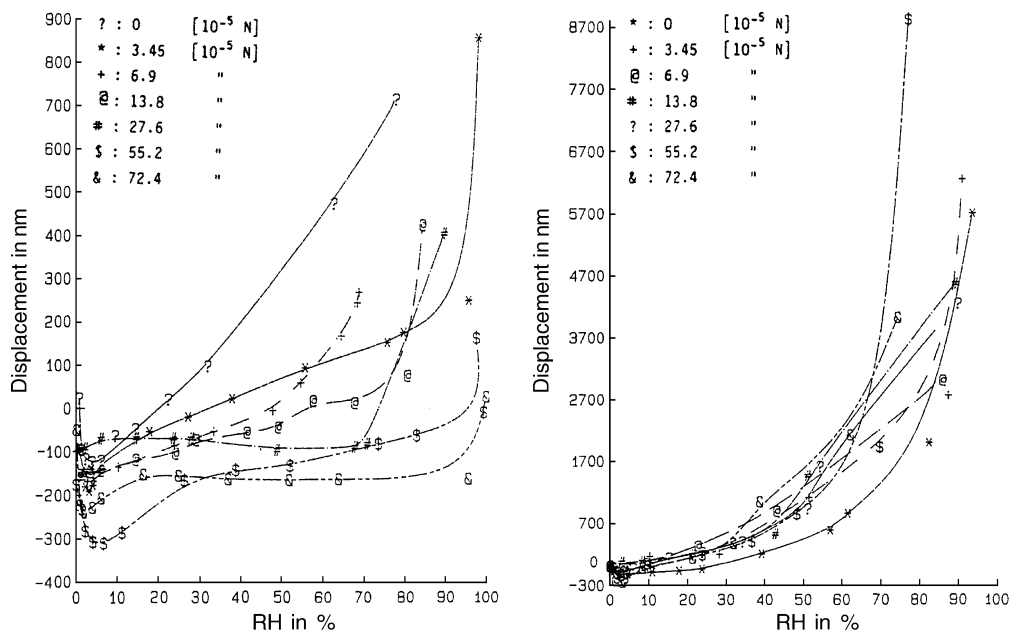 900
800
700
600
500
400
300
200
100
0
-100
-200
-300
-400
Displacement in nm
? : 0 [10⁻⁵ N]
* : 3.45 [10⁻⁵ N]
+ : 6.9 "
@ : 13.8 "
# : 27.6 "
$ : 55.2 "
& : 72.4 "
0 10 20 30 40 50 60 70 80 90 100
RH in %
8700
7700
6700
5700
4700
3700
2700
1700
700
0
-300
Displacement in nm
* : 0 [10⁻⁵ N]
+ : 3.45 [10⁻⁵ N]
@ : 6.9 "
# : 13.8 "
? : 27.6 "
$ : 55.2 "
& : 72.4 "
0 10 20 30 40 50 60 70 80 90 100
RH in %